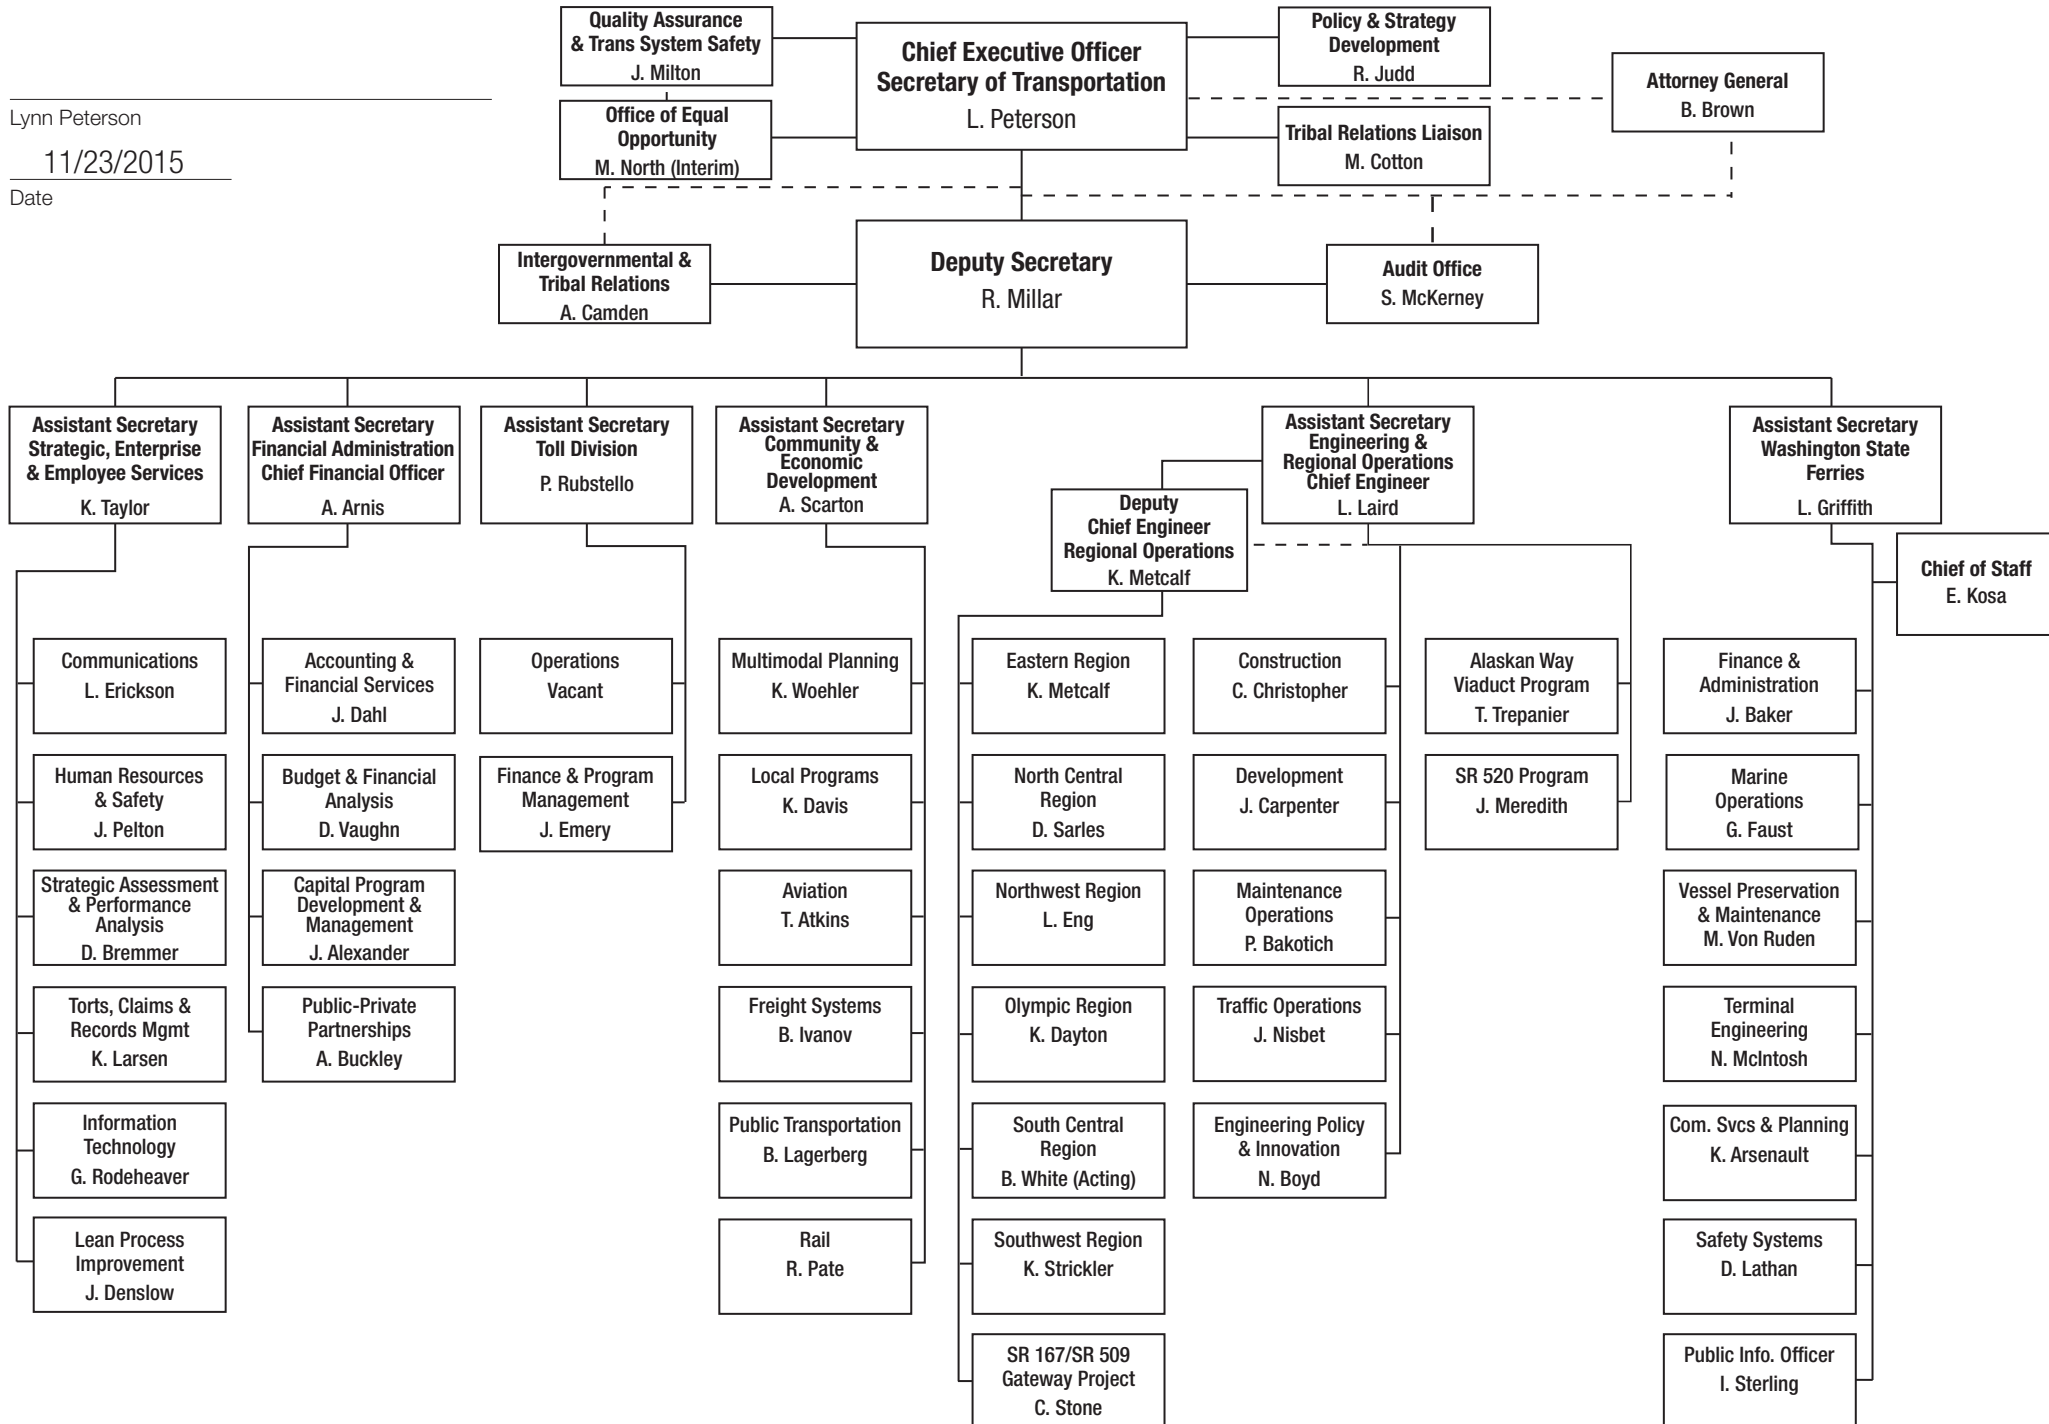 Quality Assurance
& Trans System Safety
J. Milton
Chief Executive Officer
Secretary of Transportation
L. Peterson
Policy & Strategy
Development
R. Judd
Attorney General
B. Brown
Lynn Peterson
11/23/2015
Date
Office of Equal
Opportunity
M. North (Interim)
Tribal Relations Liaison
M. Cotton
Intergovernmental &
Tribal Relations
A. Camden
Deputy Secretary
R. Millar
Audit Office
S. McKerney
Assistant Secretary
Strategic, Enterprise
& Employee Services
K. Taylor
Assistant Secretary
Financial Administration
Chief Financial Officer
A. Arnis
Assistant Secretary
Toll Division
P. Rubstello
Assistant Secretary
Community &
Economic
Development
A. Scarton
Assistant Secretary
Engineering &
Regional Operations
Chief Engineer
L. Laird
Assistant Secretary
Washington State
Ferries
L. Griffith
Deputy
Chief Engineer
Regional Operations
K. Metcalf
Chief of Staff
E. Kosa
Communications
L. Erickson
Human Resources
& Safety
J. Pelton
Strategic Assessment
& Performance
Analysis
D. Bremmer
Torts, Claims &
Records Mgmt
K. Larsen
Information
Technology
G. Rodeheaver
Lean Process
Improvement
J. Denslow
Accounting &
Financial Services
J. Dahl
Budget & Financial
Analysis
D. Vaughn
Capital Program
Development &
Management
J. Alexander
Public-Private
Partnerships
A. Buckley
Operations
Vacant
Finance & Program
Management
J. Emery
Multimodal Planning
K. Woehler
Local Programs
K. Davis
Aviation
T. Atkins
Freight Systems
B. Ivanov
Public Transportation
B. Lagerberg
Rail
R. Pate
Eastern Region
K. Metcalf
North Central
Region
D. Sarles
Northwest Region
L. Eng
Olympic Region
K. Dayton
South Central
Region
B. White (Acting)
Southwest Region
K. Strickler
SR 167/SR 509
Gateway Project
C. Stone
Construction
C. Christopher
Development
J. Carpenter
Maintenance
Operations
P. Bakotich
Traffic Operations
J. Nisbet
Engineering Policy
& Innovation
N. Boyd
Alaskan Way
Viaduct Program
T. Trepanier
SR 520 Program
J. Meredith
Finance &
Administration
J. Baker
Marine
Operations
G. Faust
Vessel Preservation
& Maintenance
M. Von Ruden
Terminal
Engineering
N. McIntosh
Com. Svcs & Planning
K. Arsenault
Safety Systems
D. Lathan
Public Info. Officer
I. Sterling